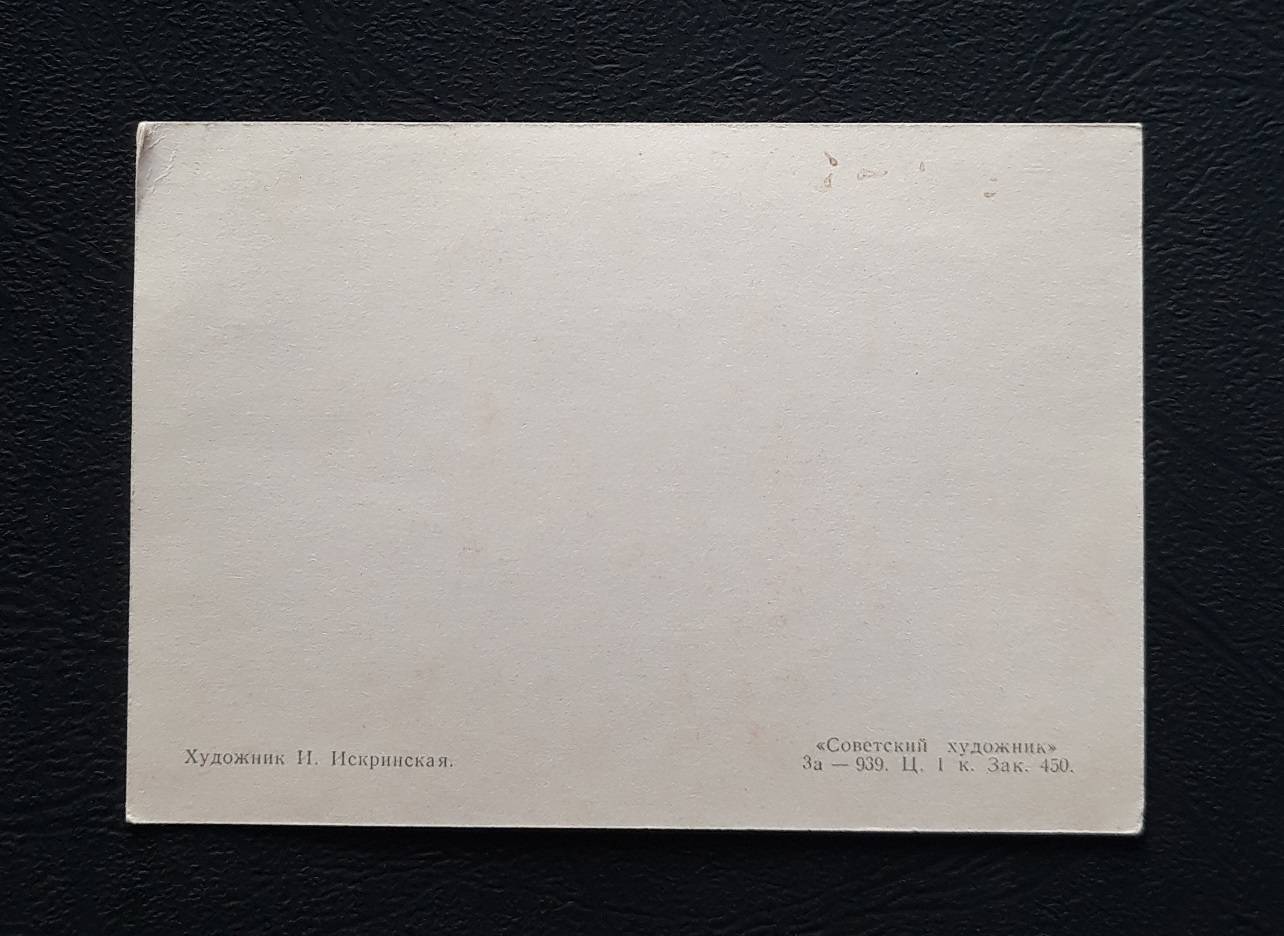 Художник И. Искринская.
«Советский художник»
За — 939. Ц. 1 к. Зак. 450.